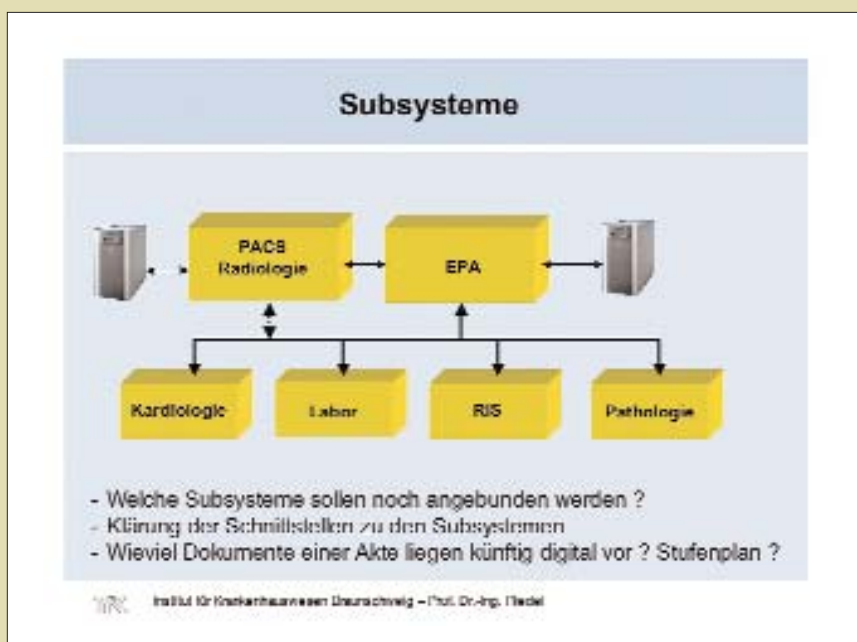 Subsysteme
PACS
Radiologie
EPA
Kardiologie
Labor
RIS
Pathologie
- Welche Subsysteme sollen noch angebunden werden ?
- Klärung der Schnittstellen zu den Subsystemen
- Wieviel Dokumente einer Akte liegen künftig digital vor ? Stufenplan ?
Institut für Krankenhauswesen Braunschweig – Prof. Dr.-Ing. Riedel